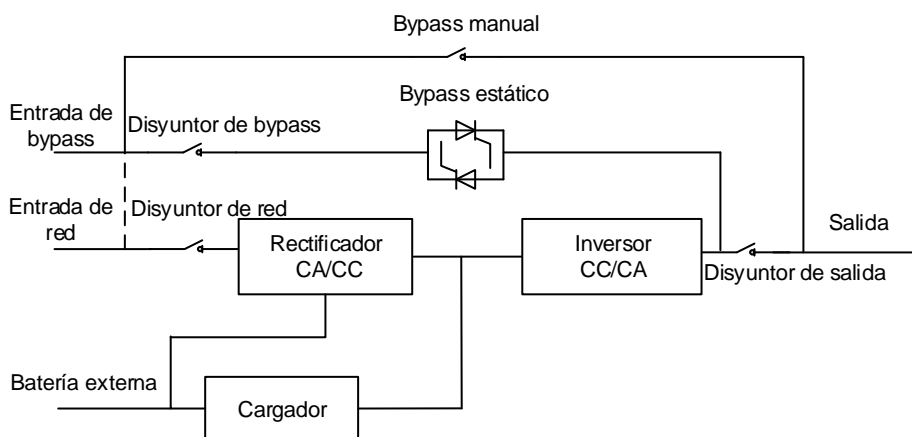 Bypass manual
Bypass estático
Entrada de
bypass
Disyuntor de bypass
Entrada de
red
Disyuntor de red
Rectificador
CA/CC
Inversor
CC/CA
Salida
Disyuntor de salida
Batería externa
Cargador